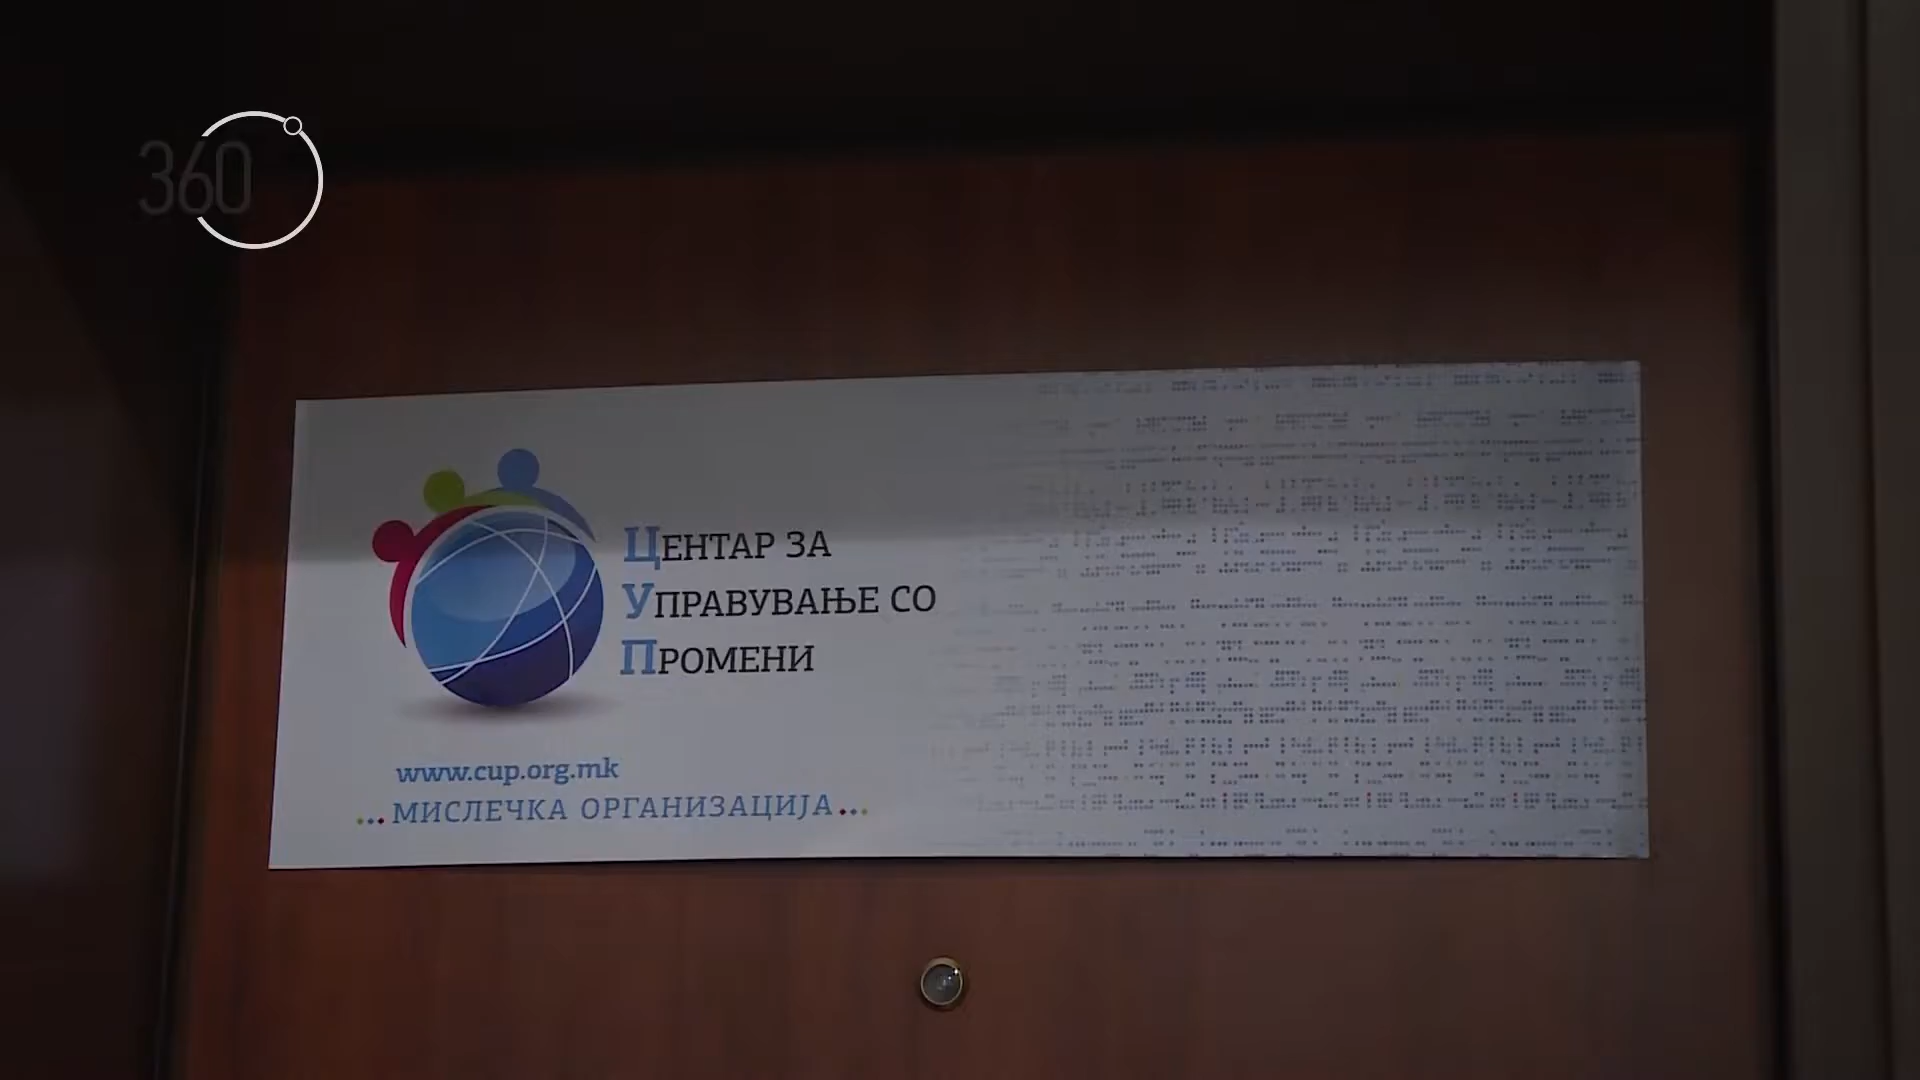 360
ЦЕНТАР ЗА
УПРАВУВАЊЕ СО
ПРОМЕНИ
www.cup.org.mk
...МИСЛЕЧКА ОРГАНИЗАЦИЈА...